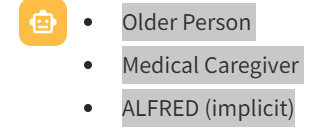 • Older Person
• Medical Caregiver
• ALFRED (implicit)